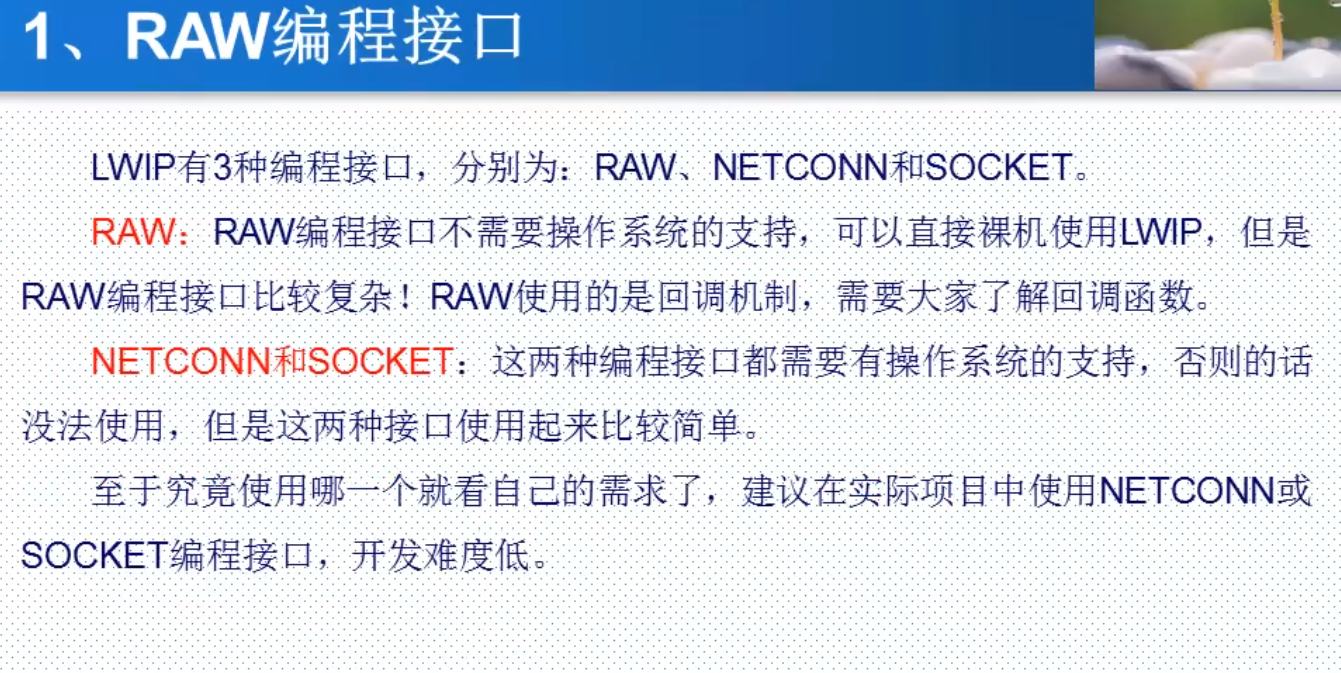 1、RAW编程接口
LWIP有3种编程接口，分别为：RAW、NETCONN和SOCKET。
RAW：RAW编程接口不需要操作系统的支持，可以直接裸机使用LWIP，但是
RAW编程接口比较复杂！RAW使用的是回调机制，需要大家了解回调函数。
NETCONN和SOCKET：这两种编程接口都需要有操作系统的支持，否则的话
没法使用，但是这两种接口使用起来比较简单。
至于究竟使用哪一个就看自己的需求了，建议在实际项目中使用NETCONN或
SOCKET编程接口，开发难度低。